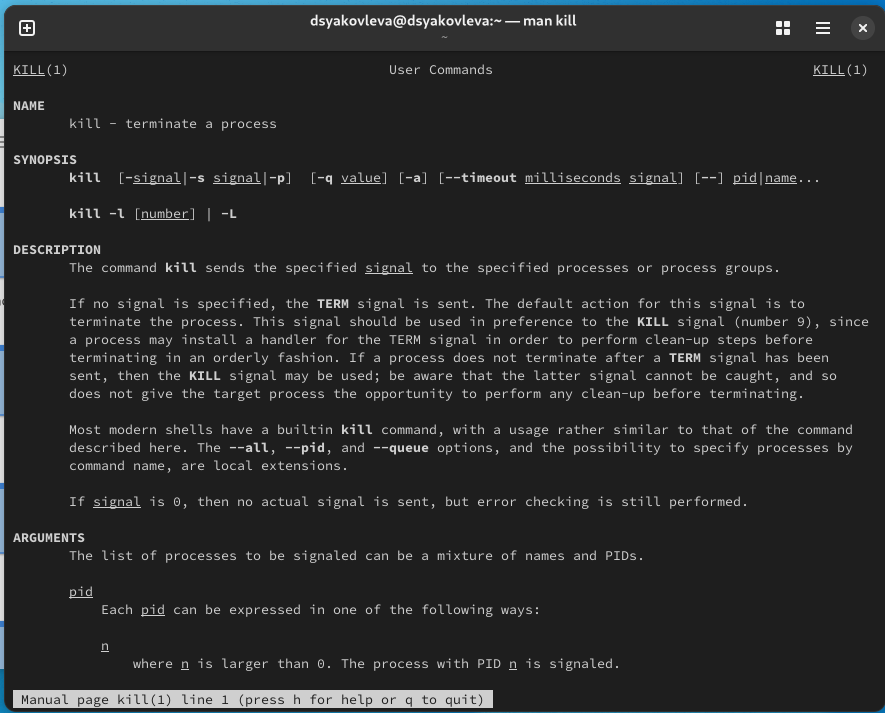 dsyakovleva@dsyakovleva:~ — man kill
~
KILL(1) User Commands KILL(1)
NAME
kill - terminate a process
SYNOPSIS
kill [-signal|-s signal|-p] [-q value] [-a] [--timeout milliseconds signal] [--] pid|name...
kill -l [number] | -L
DESCRIPTION
The command kill sends the specified signal to the specified processes or process groups.
If no signal is specified, the TERM signal is sent. The default action for this signal is to
terminate the process. This signal should be used in preference to the KILL signal (number 9), since
a process may install a handler for the TERM signal in order to perform clean-up steps before
terminating in an orderly fashion. If a process does not terminate after a TERM signal has been
sent, then the KILL signal may be used; be aware that the latter signal cannot be caught, and so
does not give the target process the opportunity to perform any clean-up before terminating.
Most modern shells have a builtin kill command, with a usage rather similar to that of the command
described here. The --all, --pid, and --queue options, and the possibility to specify processes by
command name, are local extensions.
If signal is 0, then no actual signal is sent, but error checking is still performed.
ARGUMENTS
The list of processes to be signaled can be a mixture of names and PIDs.
pid
Each pid can be expressed in one of the following ways:
n
where n is larger than 0. The process with PID n is signaled.
Manual page kill(1) line 1 (press h for help or q to quit)